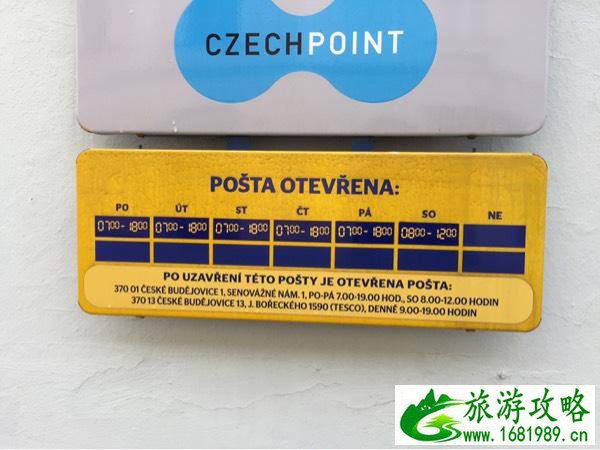 CZECHPOINT
POŠTA OTEVŘENA:
PO ÚT ST ČT PÁ SO NE
07:00 - 18:00 07:00 - 18:00 07:00 - 18:00 07:00 - 18:00 07:00 - 18:00 08:00 - 12:00
PO UZAVŘENÍ TÉTO POŠTY JE OTEVŘENA POŠTA:
370 01 ČESKÉ BUDĚJOVICE 1, SENOVÁŽNÉ NÁM. 1, PO-PÁ 7.00-19.00 HOD., SO 8.00-12.00 HODIN
370 13 ČESKÉ BUDĚJOVICE 13, J. BOŘECKÉHO 1590 (TESCO), DENNĚ 9.00-19.00 HODIN
旅游攻略
www.1681989.cn